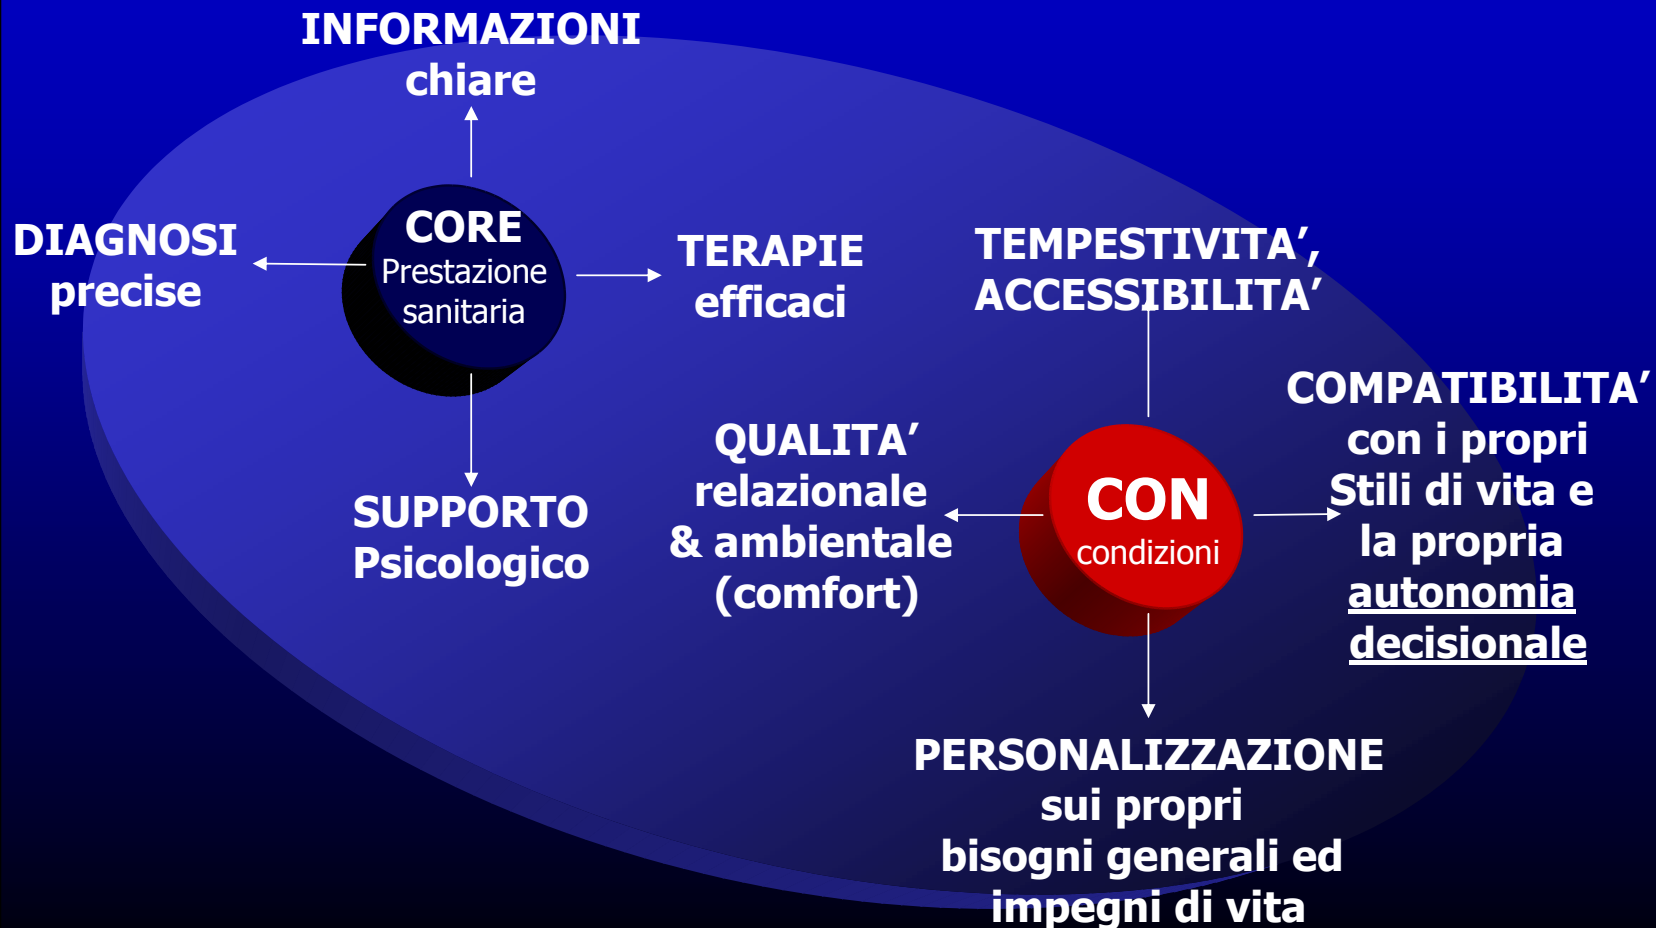 INFORMAZIONI
chiare
DIAGNOSI
precise
CORE
Prestazione
sanitaria
TERAPIE
efficaci
SUPPORTO
Psicologico
TEMPESTIVITA’,
ACCESSIBILITA’
QUALITA’
relazionale
& ambientale
(comfort)
CON
condizioni
COMPATIBILITA’
con i propri
Stili di vita e
la propria
autonomia
decisionale
PERSONALIZZAZIONE
sui propri
bisogni generali ed
impegni di vita